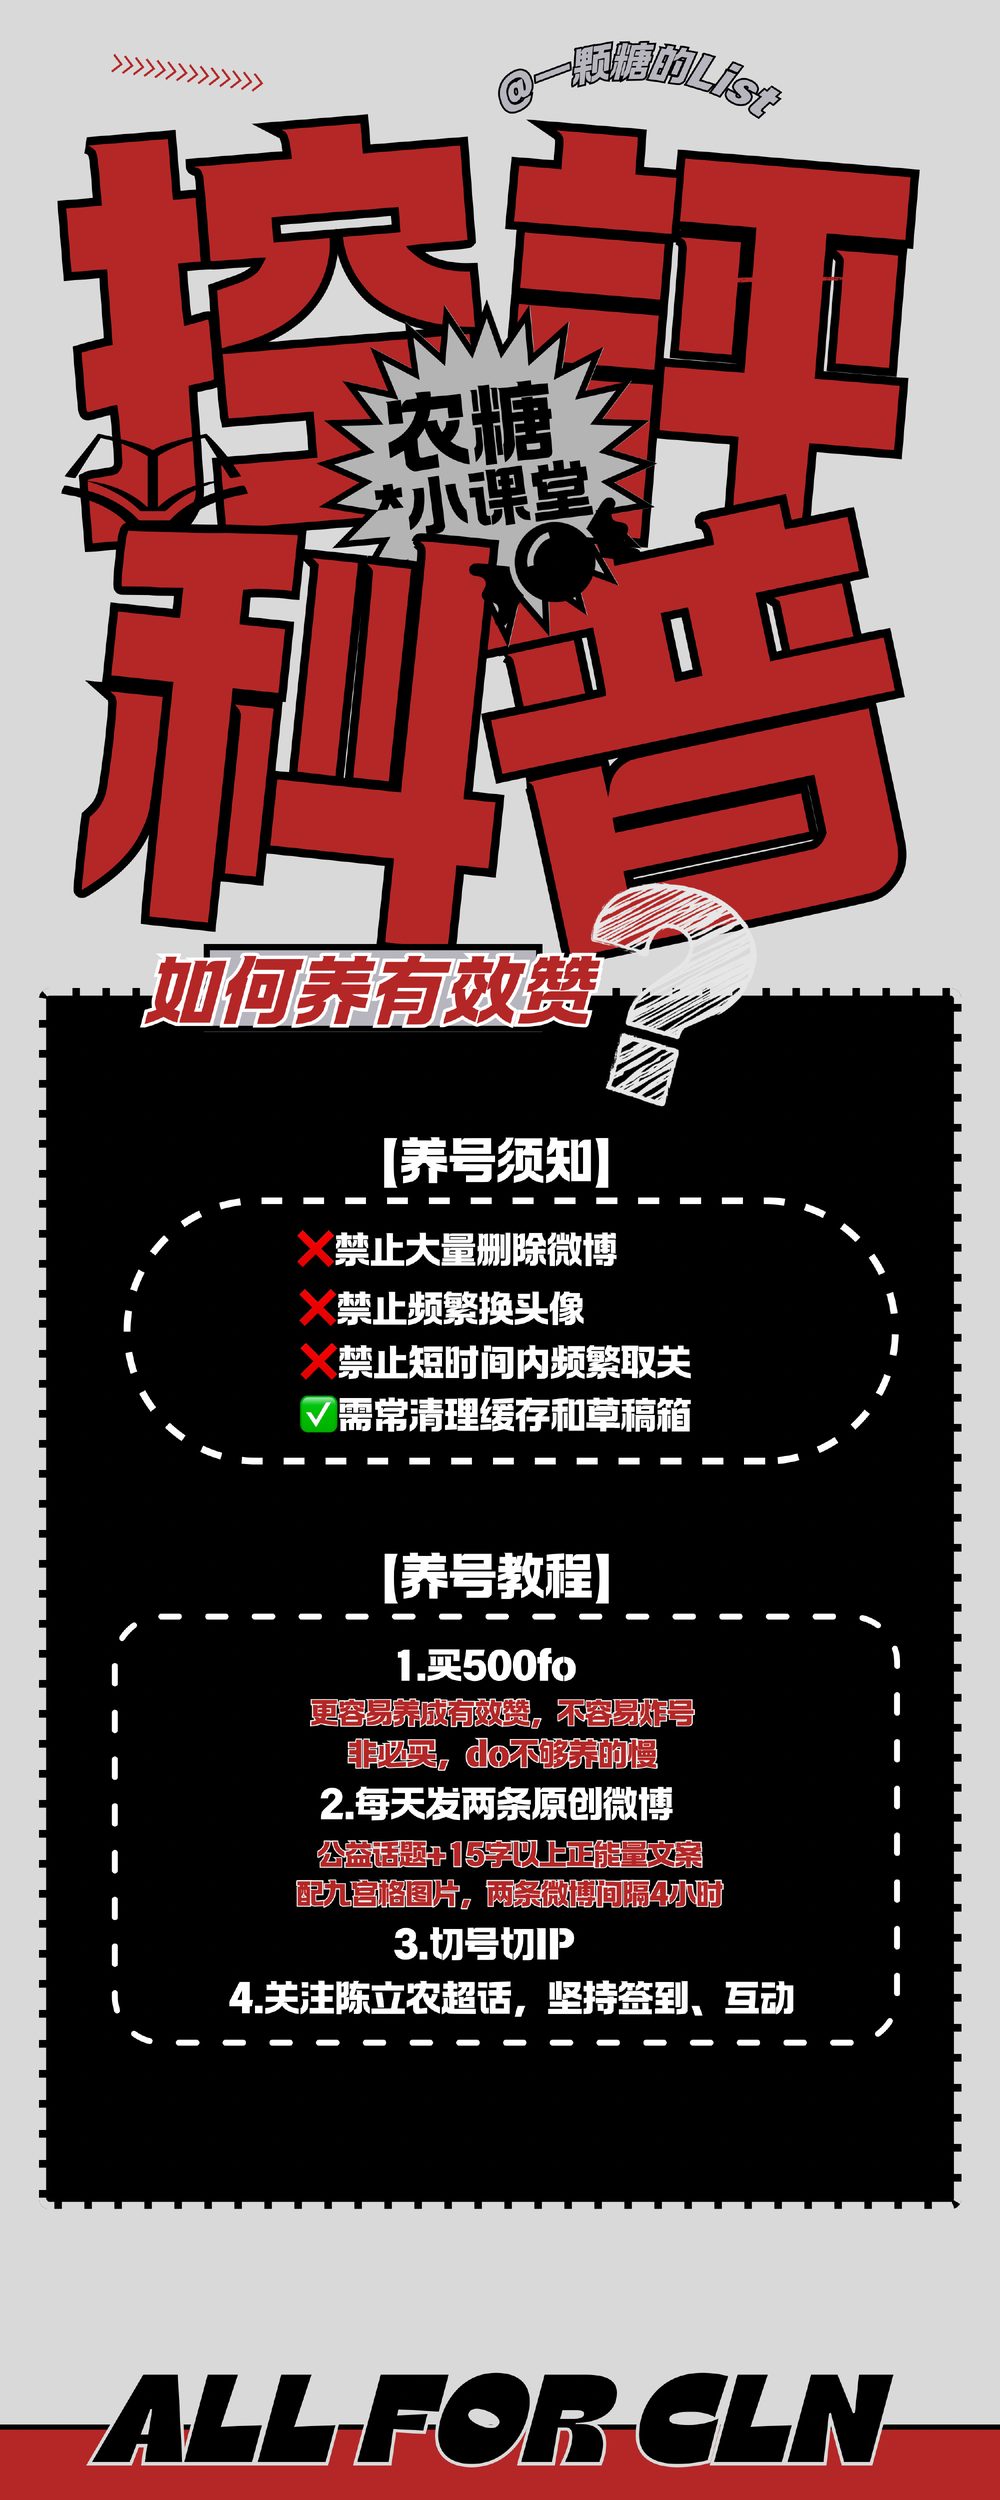 @一颗糖的List
控评
农糖
小课堂
科普
如何养有效赞
?
【养号须知】
❌禁止大量删除微博
❌禁止频繁换头像
❌禁止短时间内频繁取关
✅需常清理缓存和草稿箱
【养号教程】
1.买500fo
更容易养成有效赞，不容易炸号
非必买，do不够养的慢
2.每天发两条原创微博
公益话题+15字以上正能量文案
配九宫格图片，两条微博间隔4小时
3.切号切IP
4.关注陈立农超话，坚持签到、互动
ALL FOR CLN